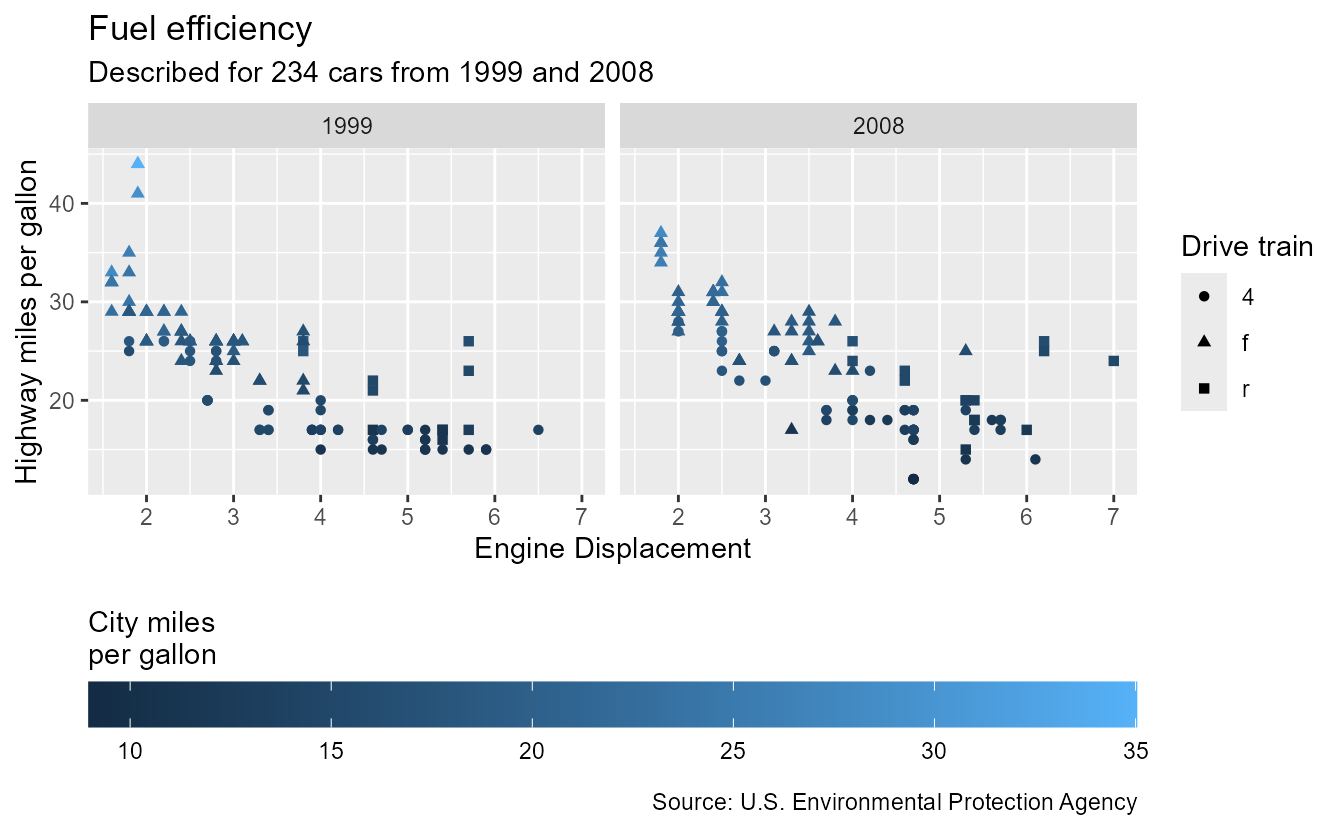 Fuel efficiency
Described for 234 cars from 1999 and 2008
1999
2008
Highway miles per gallon
40
30
20
2 3 4 5 6 7
2 3 4 5 6 7
Engine Displacement
Drive train
4
f
r
City miles
per gallon
10 15 20 25 30 35
Source: U.S. Environmental Protection Agency